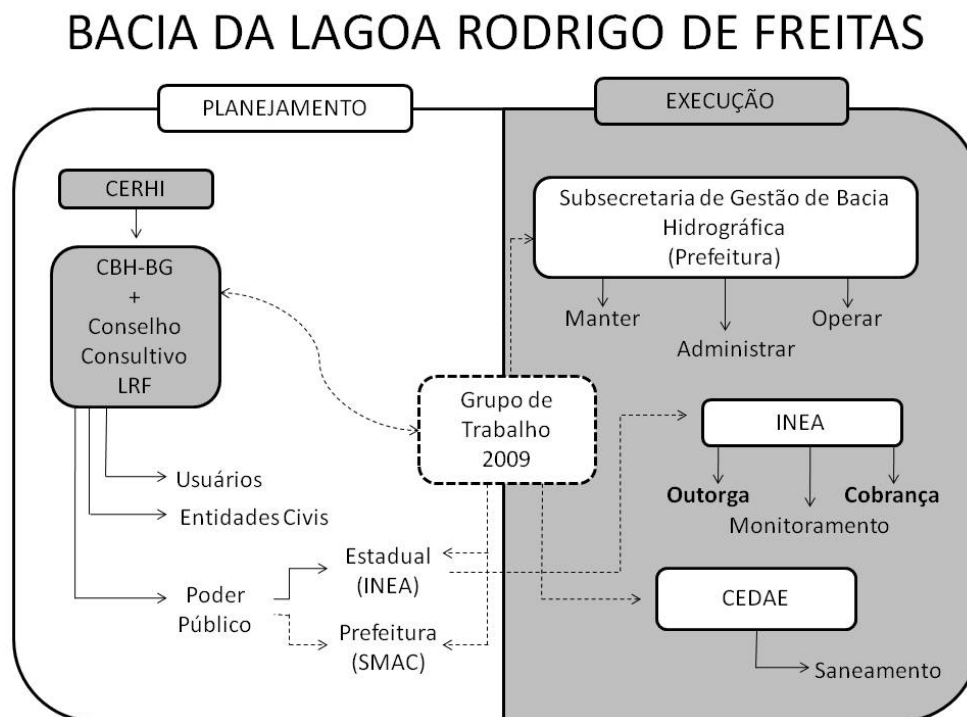 BACIA DA LAGOA RODRIGO DE FREITAS
PLANEJAMENTO
CERHI
CBH-BG
+
Conselho
Consultivo
LRF
Usuários
Entidades Civis
Poder
Público
Estadual
(INEA)
Prefeitura
(SMAC)
Grupo de
Trabalho
2009
EXECUÇÃO
Subsecretaria de Gestão de Bacia
Hidrográfica
(Prefeitura)
Manter
Administrar
Operar
INEA
Outorga
Monitoramento
Cobrança
CEDAE
Saneamento